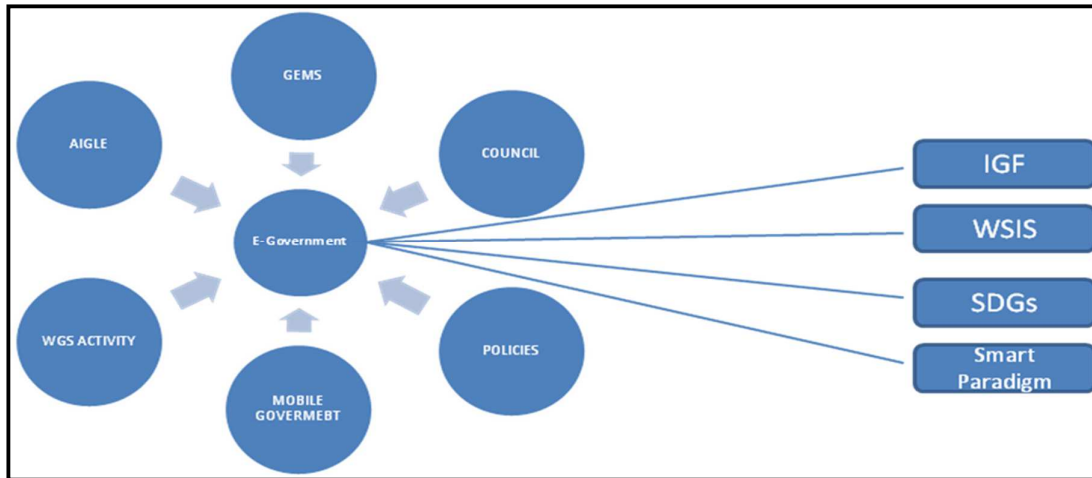 GEMS
AIGLE
COUNCIL
E-Government
WGS ACTIVITY
POLICIES
MOBILE
GOVERMEBT
IGF
WSIS
SDGs
Smart
Paradigm